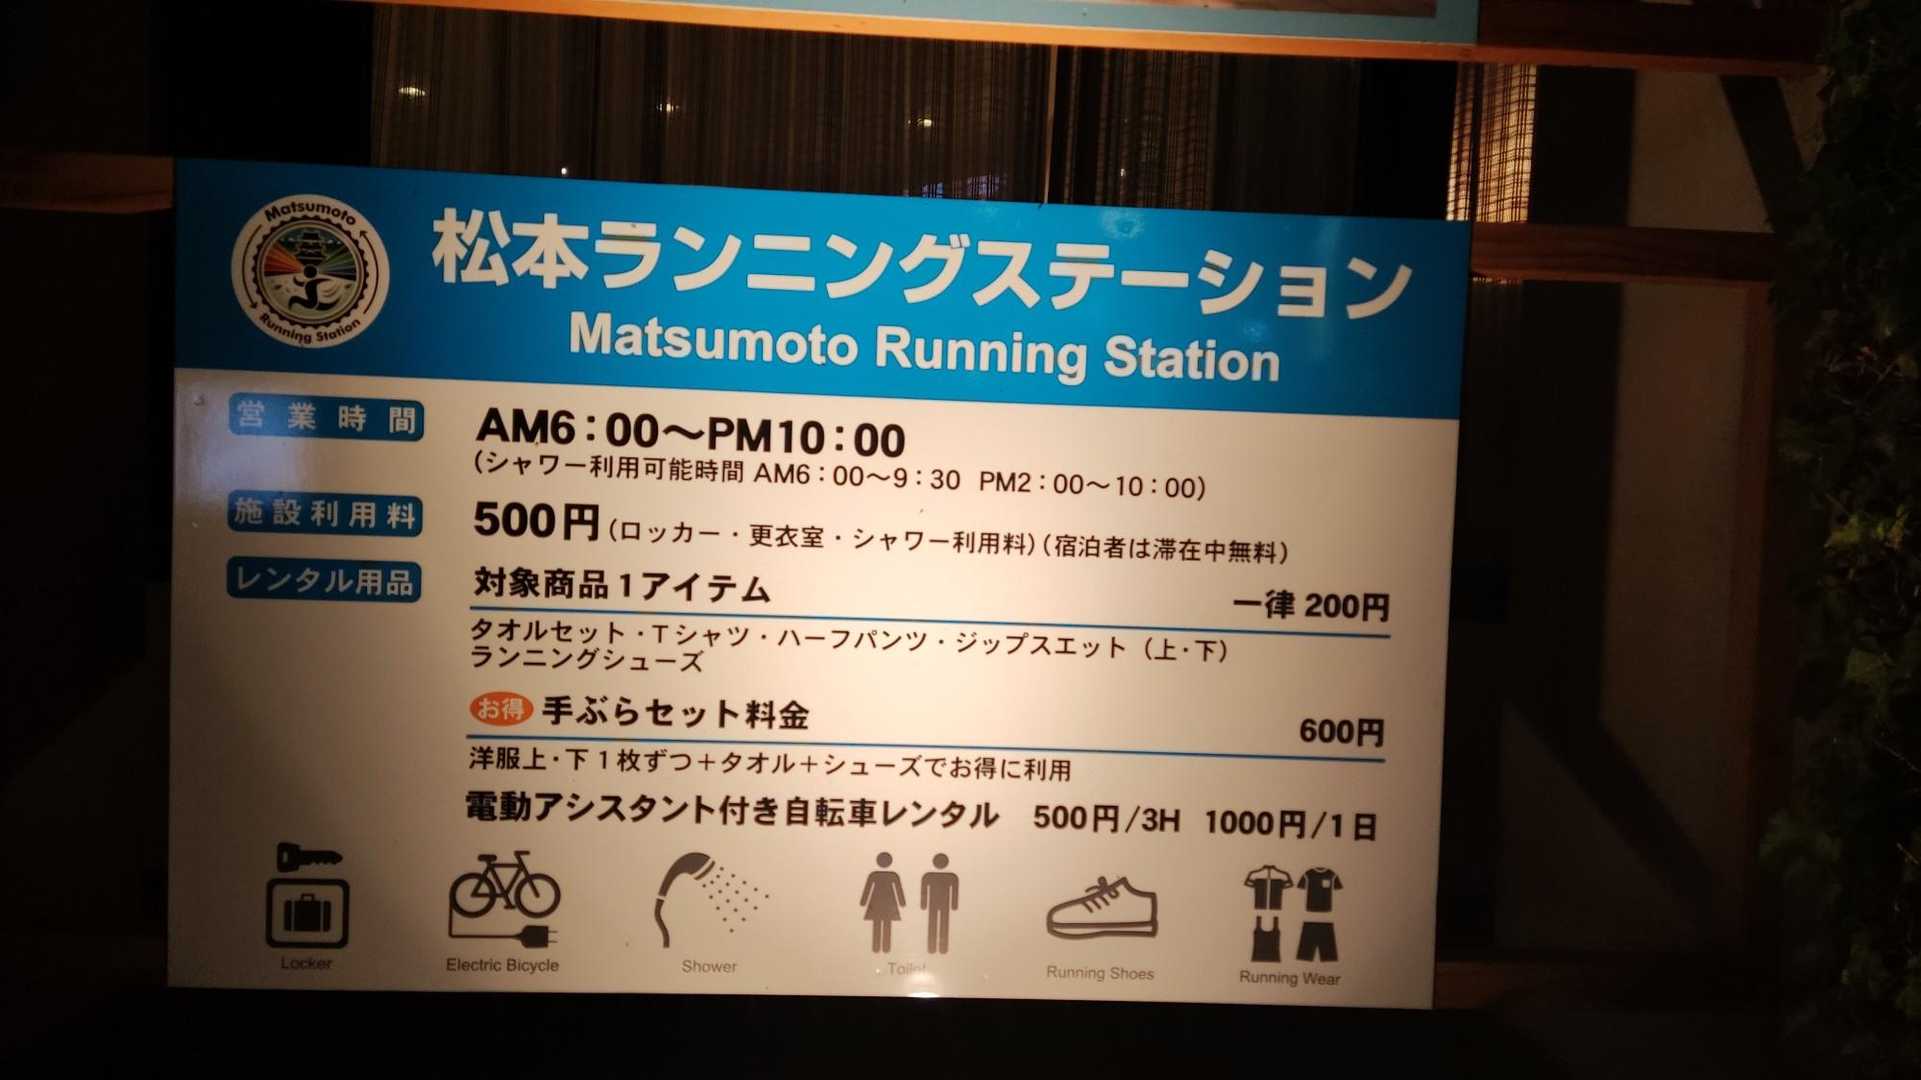 Matsumoto
Running Station
松本ランニングステーション
Matsumoto Running Station
営業時間
AM6：00～PM10：00
（シャワー利用可能時間 AM6：00～9：30 PM2：00～10：00）
施設利用料
500円（ロッカー・更衣室・シャワー利用料）（宿泊者は滞在中無料）
レンタル用品
対象商品1アイテム 一律 200円
タオルセット・Tシャツ・ハーフパンツ・ジップスエット（上・下）
ランニングシューズ
お得 手ぶらセット料金 600円
洋服上・下1枚ずつ＋タオル＋シューズでお得に利用
電動アシスタント付き自転車レンタル 500円/3H 1000円/1日
Locker
Electric Bicycle
Shower
Toilet
Running Shoes
Running Wear